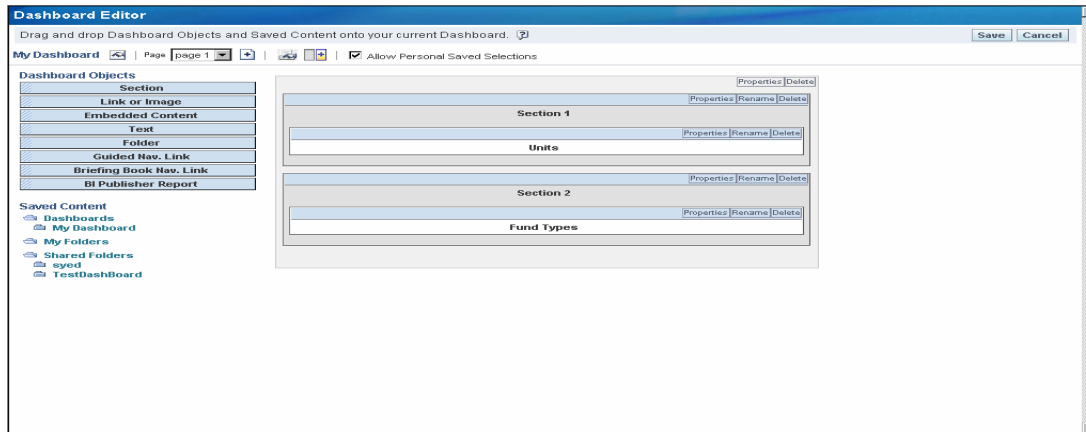 Dashboard Editor
Drag and drop Dashboard Objects and Saved Content onto your current Dashboard.
Save Cancel
My Dashboard | Page page 1 | | Allow Personal Saved Selections
Dashboard Objects
Section
Link or Image
Embedded Content
Text
Folder
Guided Nav. Link
Briefing Book Nav. Link
BI Publisher Report
Saved Content
Dashboards
My Dashboard
My Folders
Shared Folders
syed
TestDashBoard
Properties Delete
Properties Rename Delete
Section 1
Properties Rename Delete
Units
Properties Rename Delete
Section 2
Properties Rename Delete
Fund Types